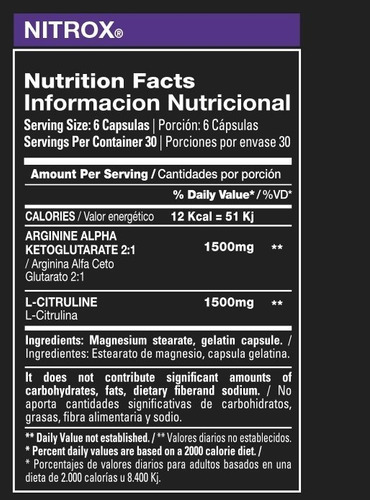 NITROX®
Nutrition Facts
Informacion Nutricional
Serving Size: 6 Capsulas | Porción: 6 Cápsulas
Servings Per Container 30 | Porciones por envase 30
Amount Per Serving / Cantidades por porción
% Daily Value* / %VD*
CALORIES / Valor energético 12 Kcal = 51 Kj
ARGININE ALPHA
KETOGLUTARATE 2:1 1500mg **
/ Arginina Alfa Ceto
Glutarato 2:1
L-CITRULINE 1500mg **
L-Citrulina
Ingredients: Magnesium stearate, gelatin capsule. /
Ingredientes: Estearato de magnesio, capsula gelatina.
It does not contribute significant amounts of
carbohydrates, fats, dietary fiberand sodium. / No
aporta cantidades significativas de carbohidratos,
grasas, fibra alimentaria y sodio.
** Daily Value not established. / ** Valores diarios no establecidos.
* Percent daily values are based on a 2000 calorie diet. /
* Porcentajes de valores diarios para adultos basados en una
dieta de 2.000 calorías u 8.400 Kj.